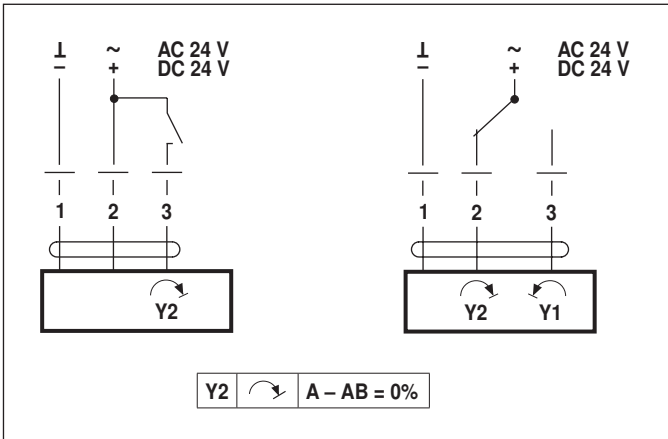 ⊥ ~ AC 24 V
– + DC 24 V
1 2 3
Y2
⊥ ~ AC 24 V
– + DC 24 V
1 2 3
Y2 Y1
Y2 A – AB = 0%